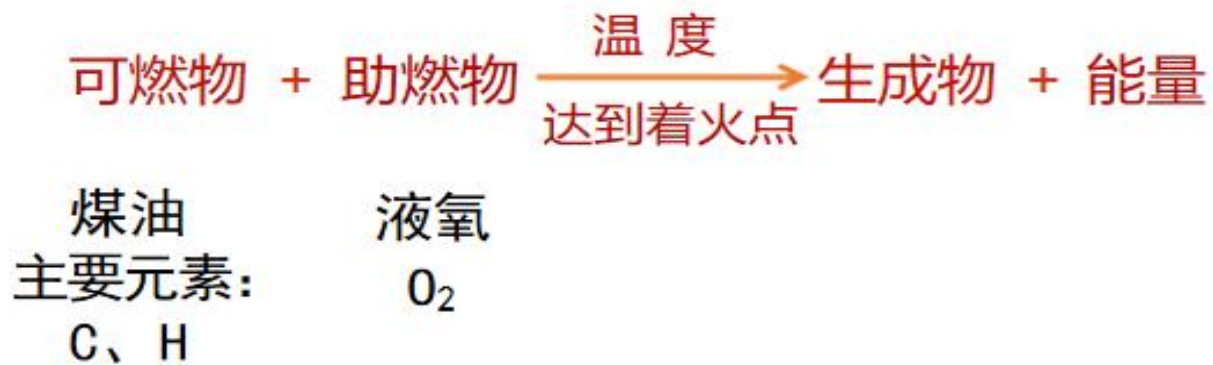 温 度
可燃物 + 助燃物 → 生成物 + 能量
达到着火点
煤油 液氧
主要元素： O₂
C、H